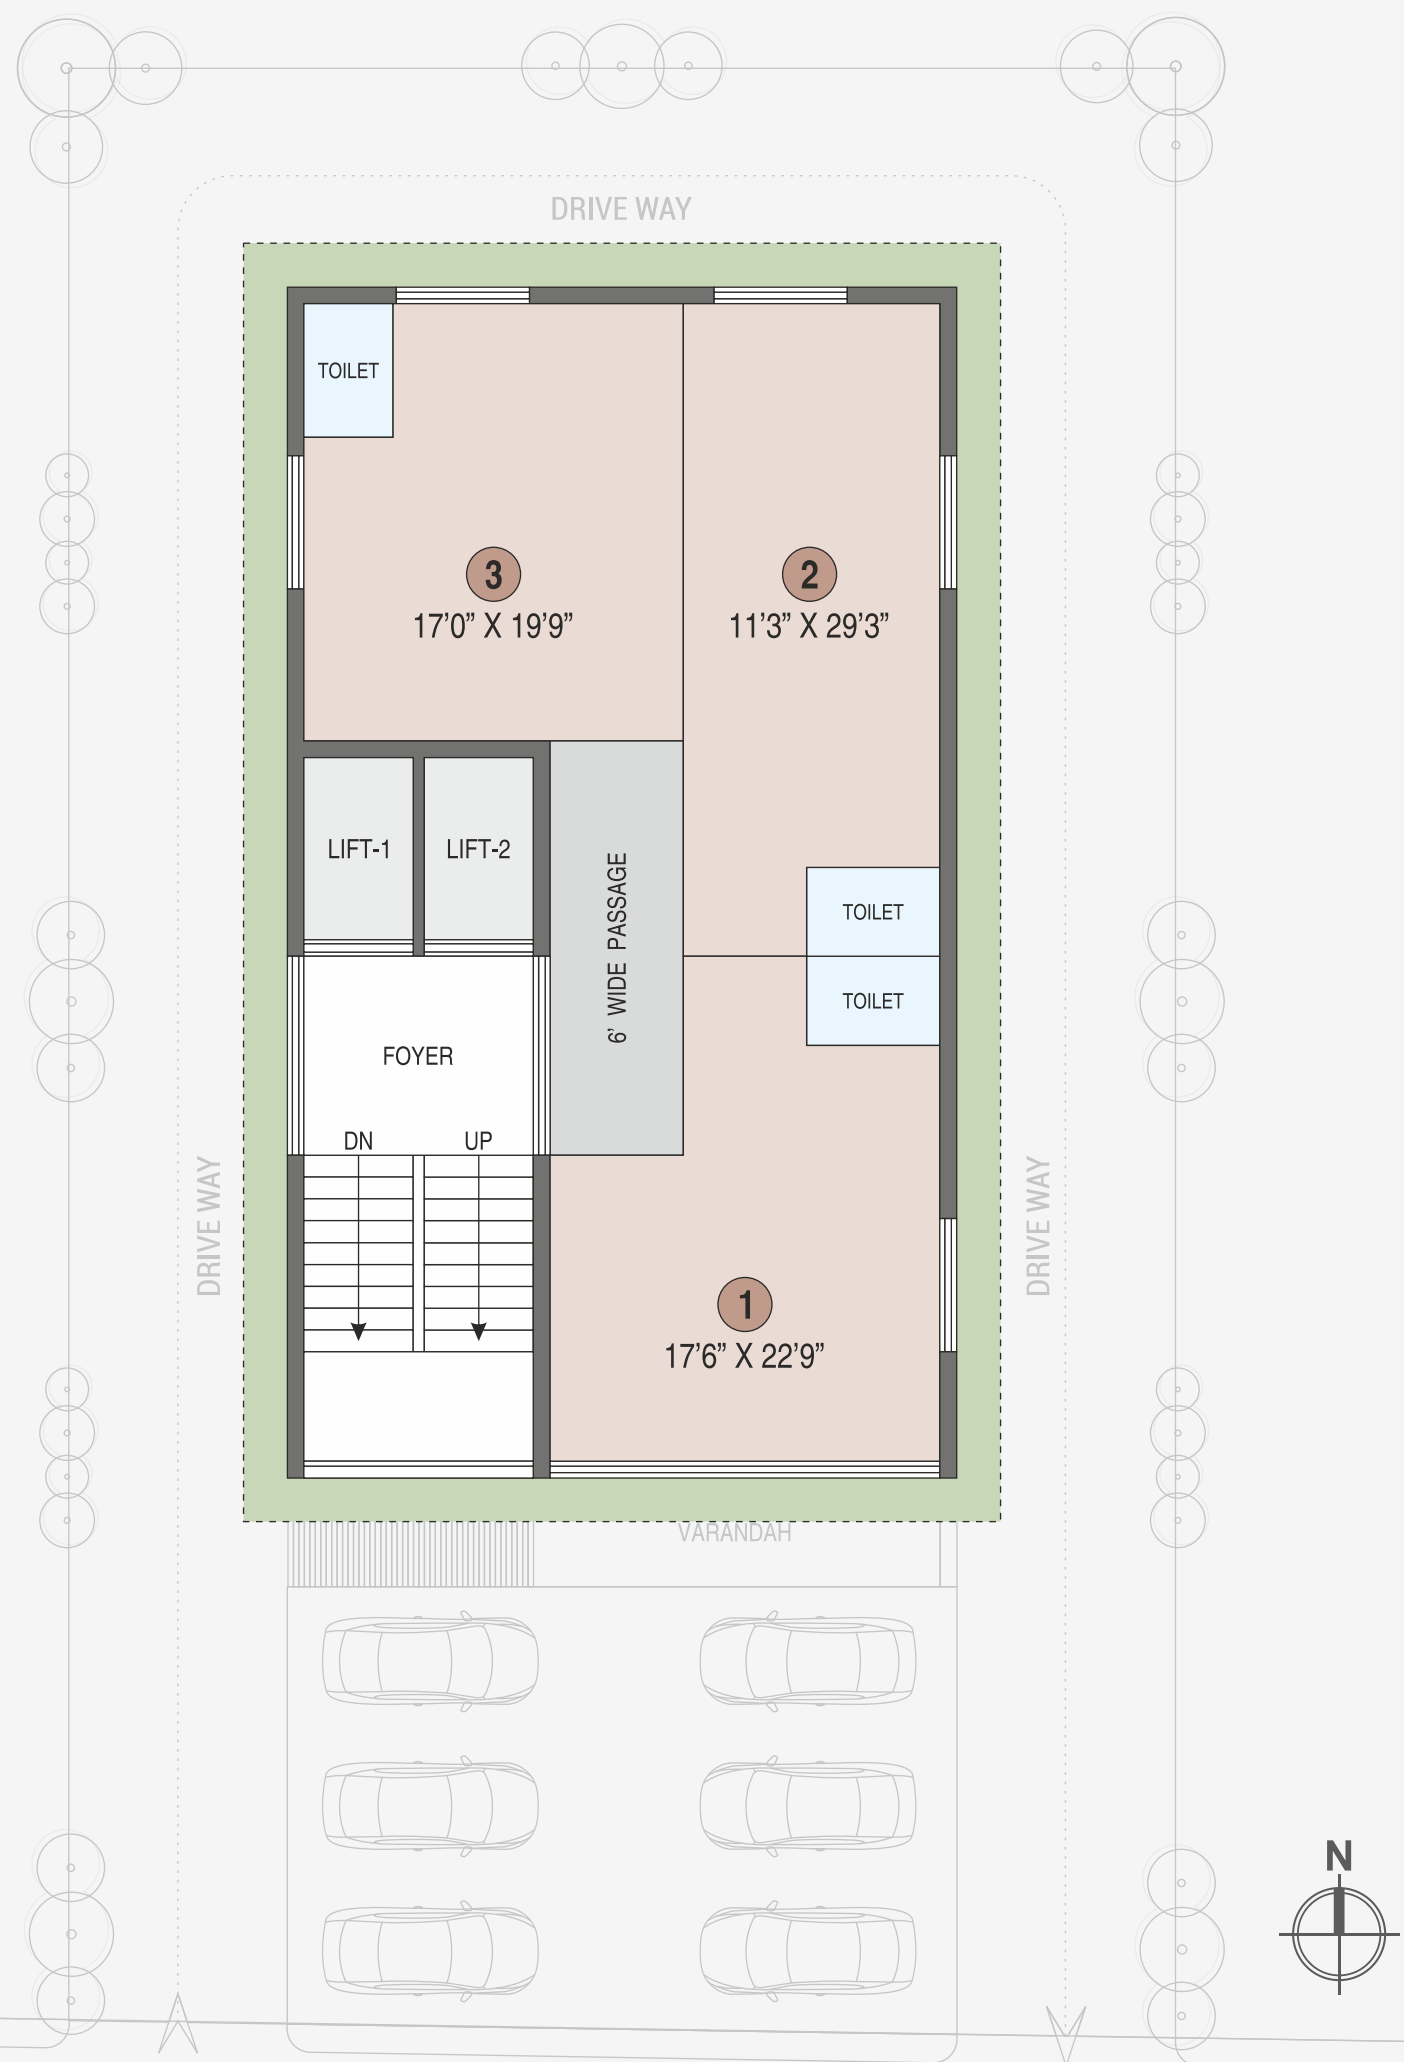 DRIVE WAY
TOILET
3
17'0” X 19'9”
2
11'3” X 29'3”
LIFT-1
LIFT-2
6' WIDE PASSAGE
TOILET
TOILET
FOYER
DN
UP
DRIVE WAY
DRIVE WAY
1
17'6” X 22'9”
VARANDAH
N